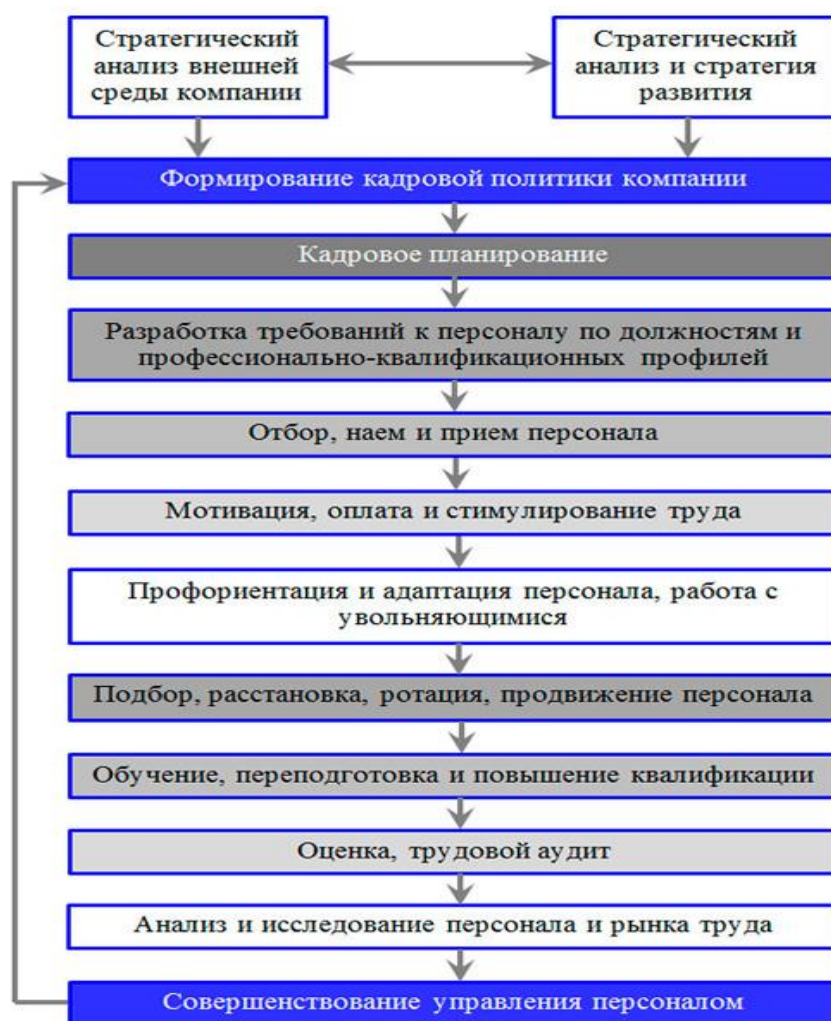 Стратегический
анализ внешней
среды компании
Стратегический
анализ и стратегия
развития
Формирование кадровой политики компании
Кадровое планирование
Разработка требований к персоналу по должностям и
профессионально-квалификационных профилей
Отбор, наем и прием персонала
Мотивация, оплата и стимулирование труда
Профориентация и адаптация персонала, работа с
увольняющимися
Подбор, расстановка, ротация, продвижение персонала
Обучение, переподготовка и повышение квалификации
Оценка, трудовой аудит
Анализ и исследование персонала и рынка труда
Совершенствование управления персоналом